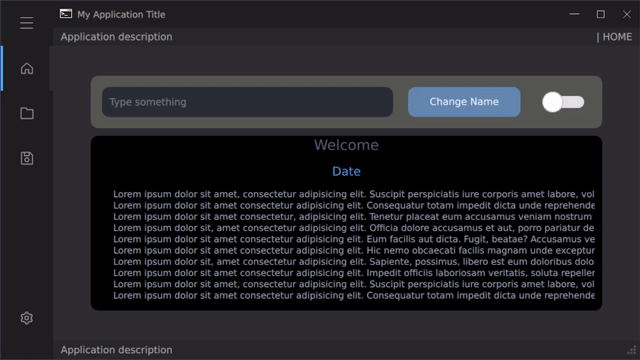 My Application Title
Application description
| HOME
Type something
Change Name
Welcome
Date
Lorem ipsum dolor sit amet, consectetur adipisicing elit. Suscipit perspiciatis iure corporis amet labore, vol
Lorem ipsum dolor sit amet consectetur adipisicing elit. Consequatur totam impedit dicta unde reprehende
Lorem ipsum dolor sit amet consectetur, adipisicing elit. Tenetur placeat eum accusamus veniam nostrum
Lorem ipsum dolor sit, amet consectetur adipisicing elit. Officia dolore accusamus et aut, porro pariatur de
Lorem ipsum dolor sit amet consectetur adipisicing elit. Eum facilis aut dicta. Fugit, beatae? Accusamus ve
Lorem ipsum dolor sit amet consectetur adipisicing elit. Hic nemo obcaecati facilis magnam unde exceptur
Lorem ipsum dolor sit amet consectetur adipisicing elit. Sapiente, possimus, libero est eum doloribus dolo
Lorem ipsum dolor sit amet consectetur adipisicing elit. Impedit officiis laboriosam veritatis, soluta repeller
Lorem ipsum dolor sit amet, consectetur adipisicing elit. Suscipit perspiciatis iure corporis amet labore, vol
Lorem ipsum dolor sit amet consectetur adipisicing elit. Consequatur totam impedit dicta unde reprehende
Application description